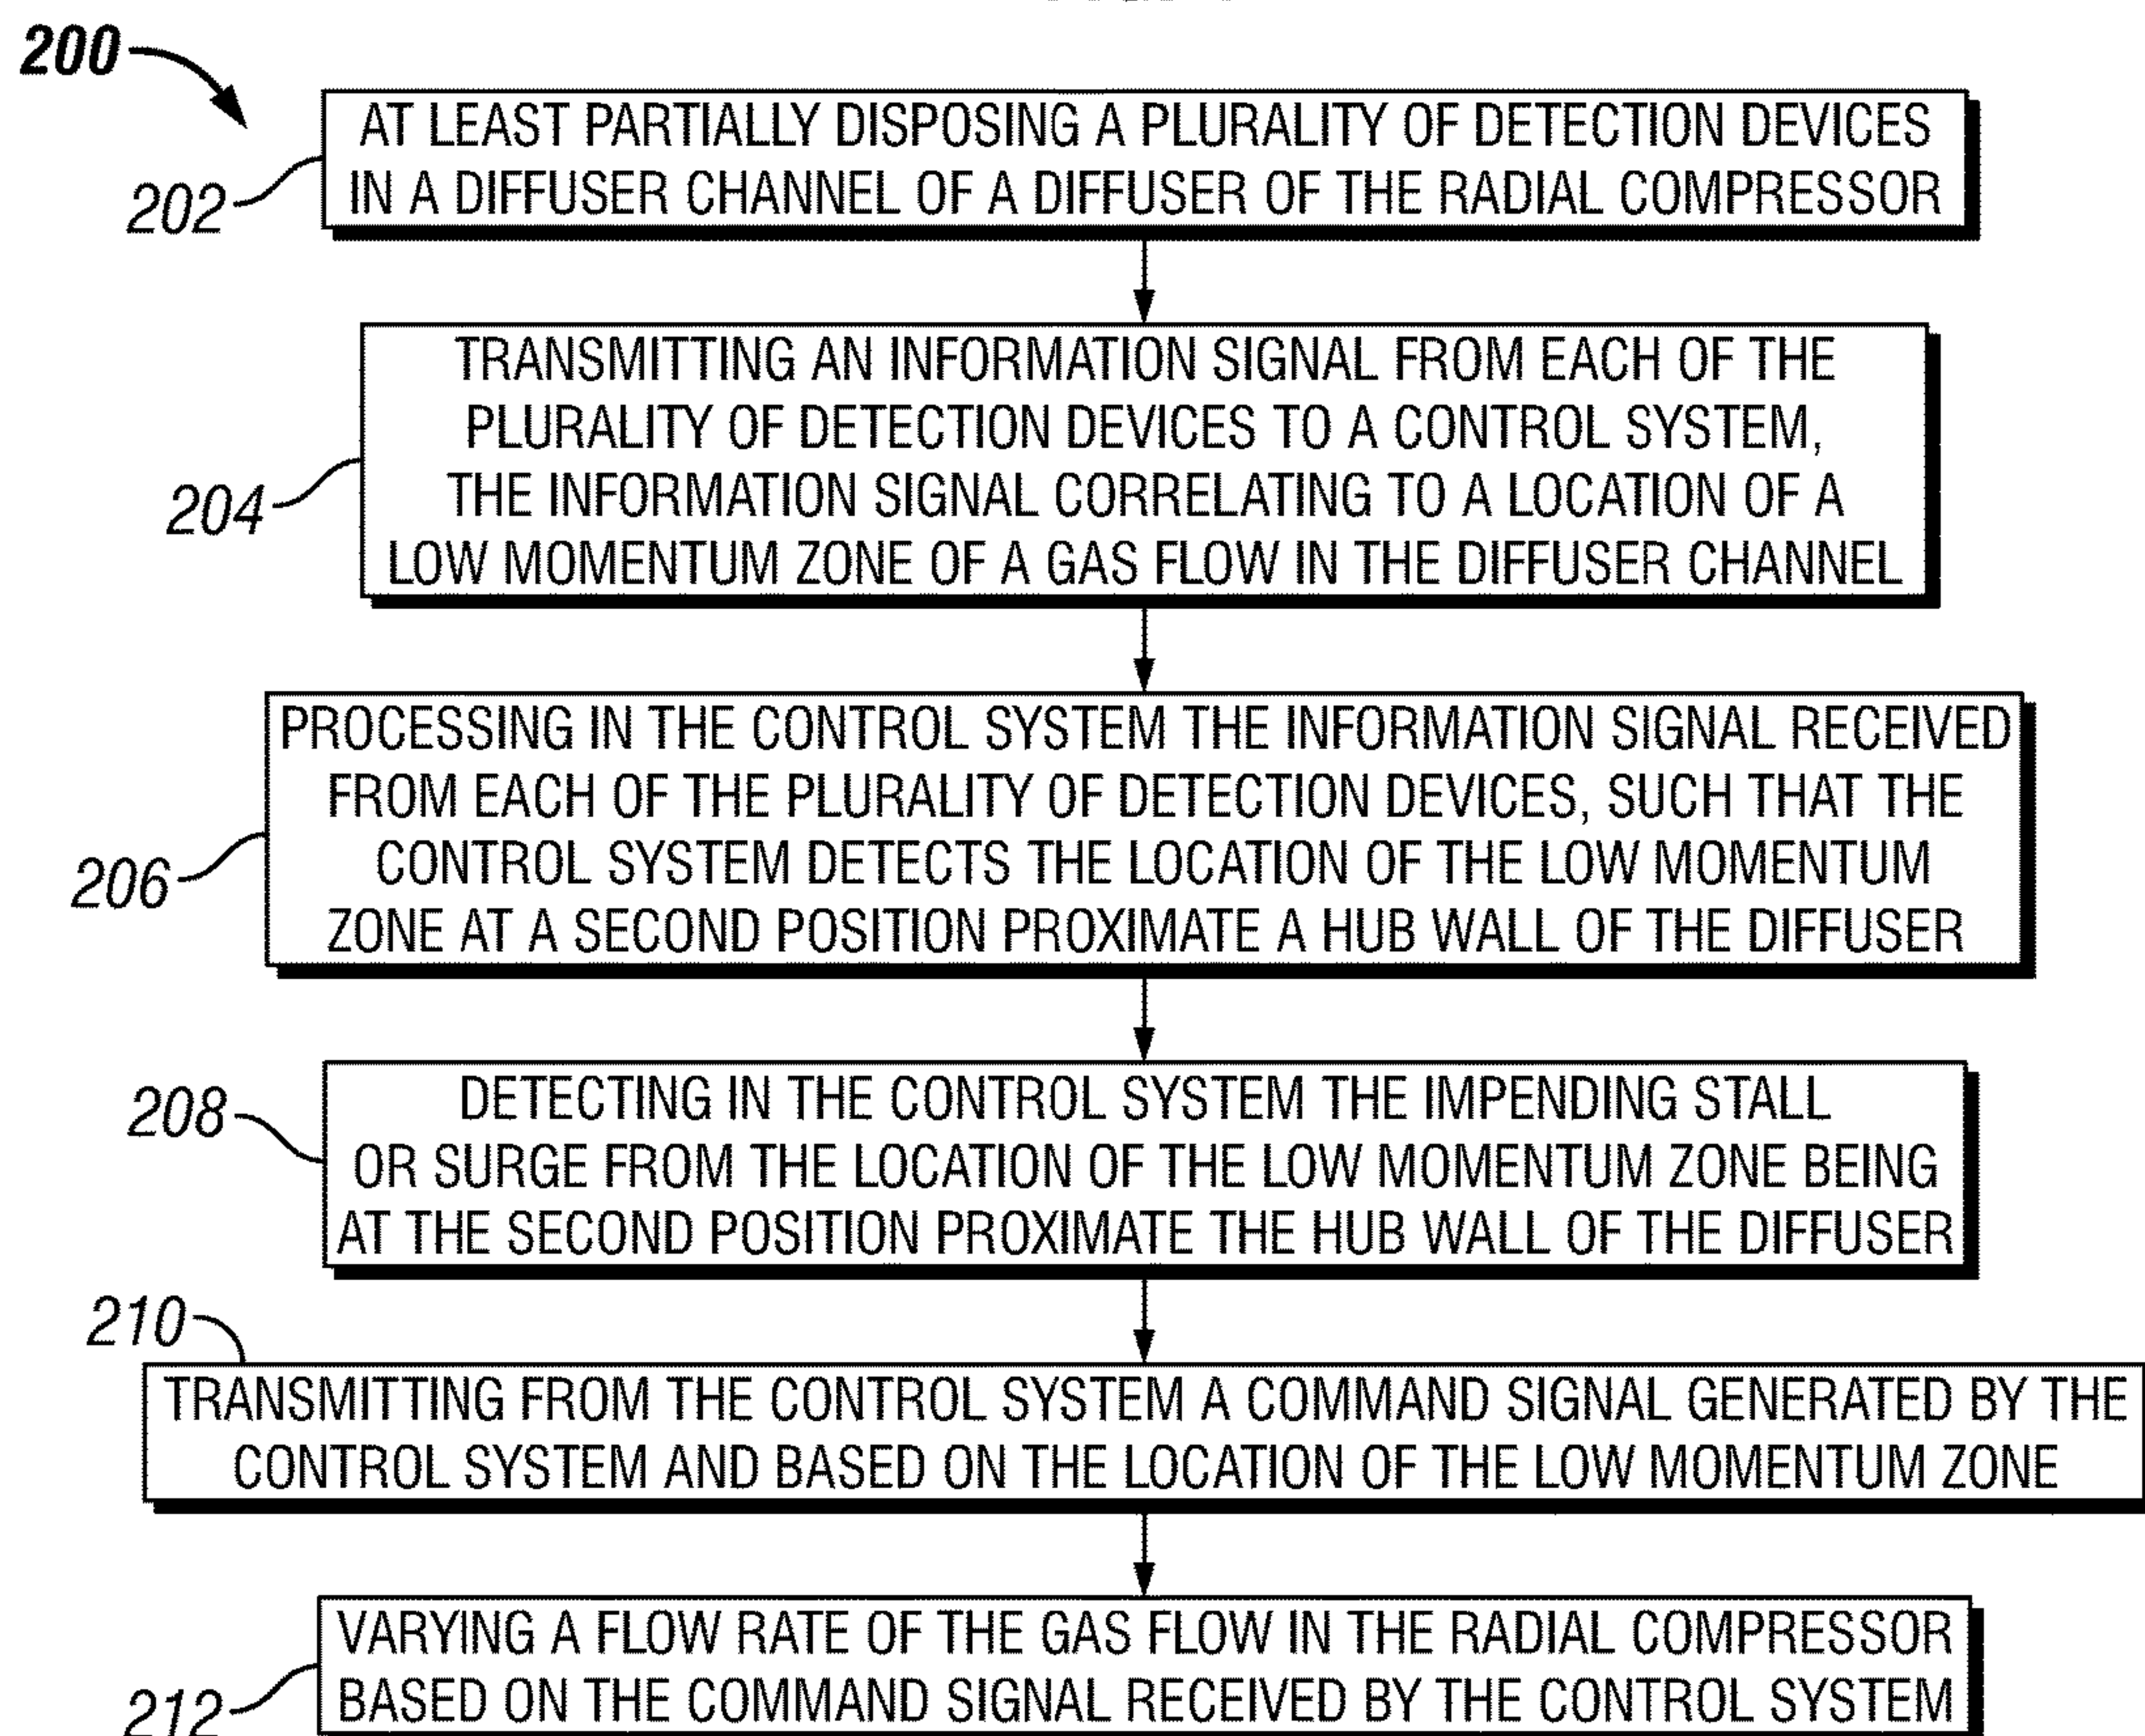 200
AT LEAST PARTIALLY DISPOSING A PLURALITY OF DETECTION DEVICES
IN A DIFFUSER CHANNEL OF A DIFFUSER OF THE RADIAL COMPRESSOR
202
TRANSMITTING AN INFORMATION SIGNAL FROM EACH OF THE
PLURALITY OF DETECTION DEVICES TO A CONTROL SYSTEM,
THE INFORMATION SIGNAL CORRELATING TO A LOCATION OF A
LOW MOMENTUM ZONE OF A GAS FLOW IN THE DIFFUSER CHANNEL
204
PROCESSING IN THE CONTROL SYSTEM THE INFORMATION SIGNAL RECEIVED
FROM EACH OF THE PLURALITY OF DETECTION DEVICES, SUCH THAT THE
CONTROL SYSTEM DETECTS THE LOCATION OF THE LOW MOMENTUM
ZONE AT A SECOND POSITION PROXIMATE A HUB WALL OF THE DIFFUSER
206
DETECTING IN THE CONTROL SYSTEM THE IMPENDING STALL
OR SURGE FROM THE LOCATION OF THE LOW MOMENTUM ZONE BEING
AT THE SECOND POSITION PROXIMATE THE HUB WALL OF THE DIFFUSER
208
210
TRANSMITTING FROM THE CONTROL SYSTEM A COMMAND SIGNAL GENERATED BY THE
CONTROL SYSTEM AND BASED ON THE LOCATION OF THE LOW MOMENTUM ZONE
VARYING A FLOW RATE OF THE GAS FLOW IN THE RADIAL COMPRESSOR
BASED ON THE COMMAND SIGNAL RECEIVED BY THE CONTROL SYSTEM
212